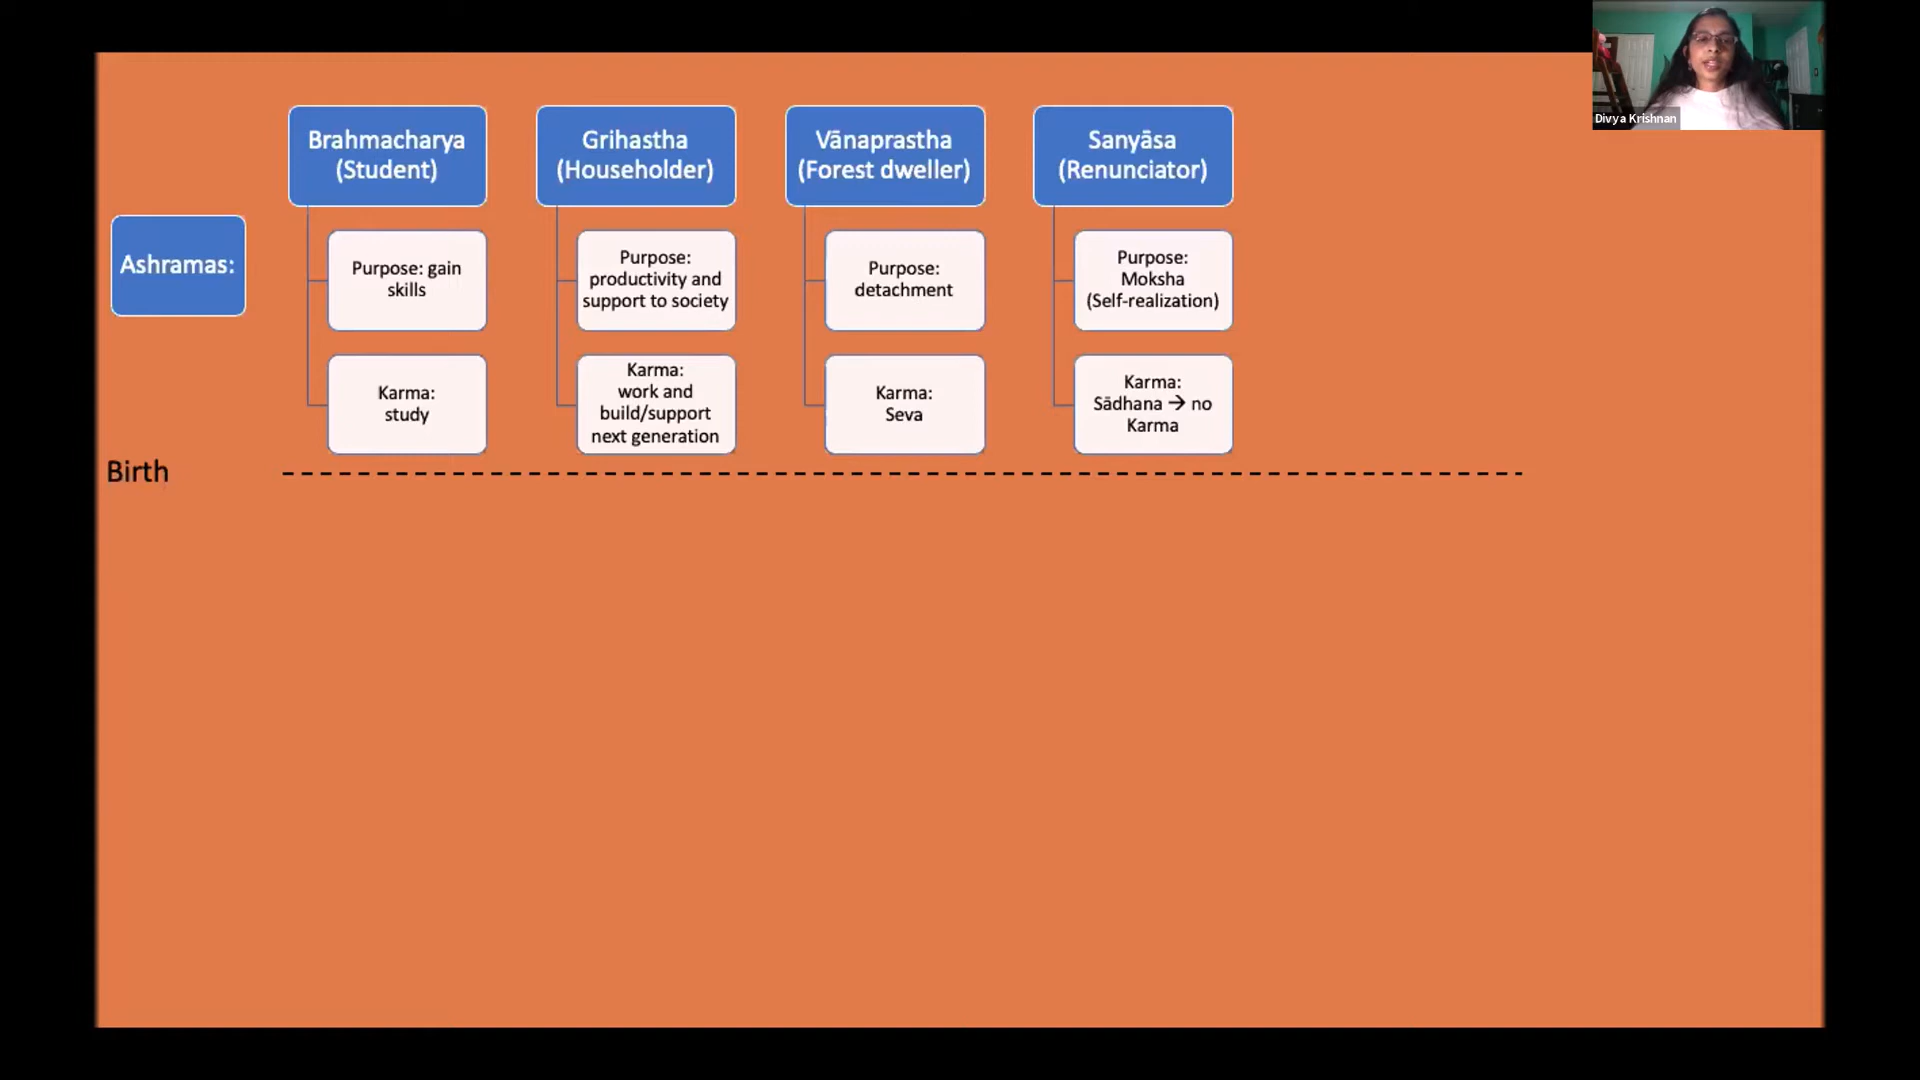 Divya Krishnan
Ashramas:
Brahmacharya
(Student)
Purpose: gain
skills
Karma:
study
Grihastha
(Householder)
Purpose:
productivity and
support to society
Karma:
work and
build/support
next generation
Vānaprastha
(Forest dweller)
Purpose:
detachment
Karma:
Seva
Sanyāsa
(Renunciator)
Purpose:
Moksha
(Self-realization)
Karma:
Sādhana → no
Karma
Birth